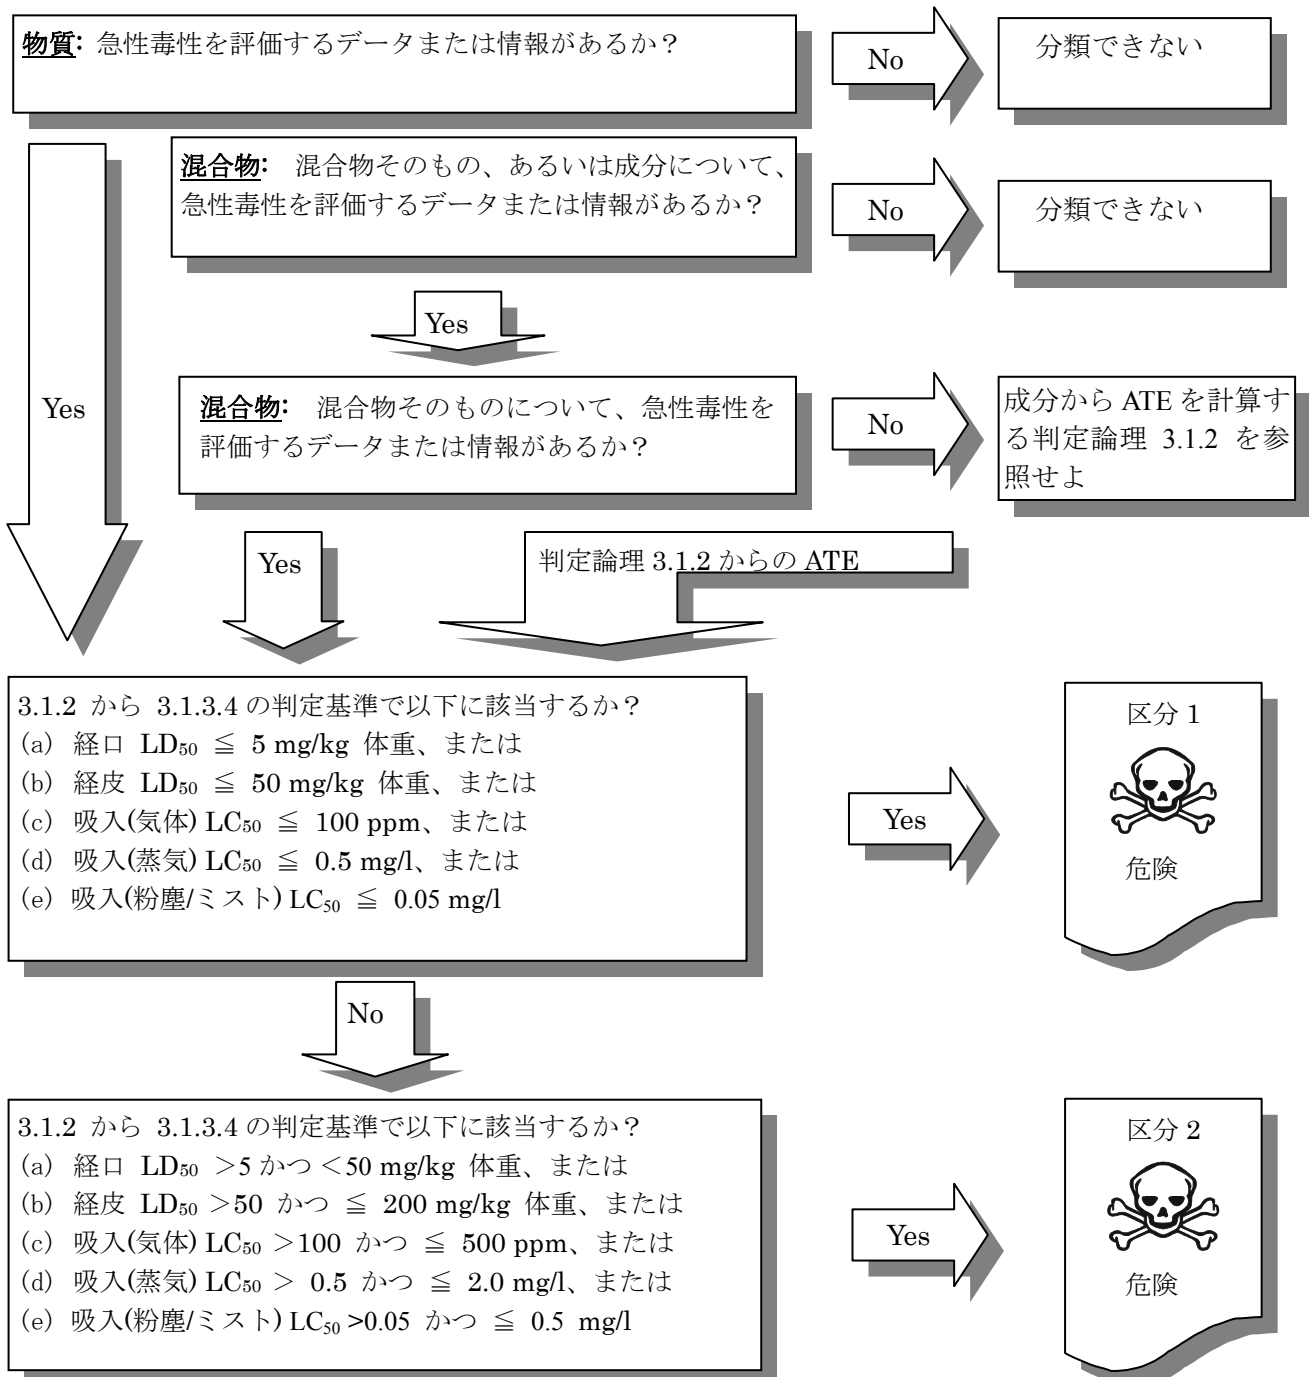 物質: 急性毒性を評価するデータまたは情報があるか？
No
分類できない
混合物: 混合物そのもの、あるいは成分について、
急性毒性を評価するデータまたは情報があるか？
No
分類できない
Yes
Yes
混合物: 混合物そのものについて、急性毒性を
評価するデータまたは情報があるか？
No
成分から ATE を計算す
る判定論理 3.1.2 を参
照せよ
Yes
判定論理 3.1.2 からの ATE
3.1.2 から 3.1.3.4 の判定基準で以下に該当するか？
(a) 経口 LD₅₀ ≦ 5 mg/kg 体重、または
(b) 経皮 LD₅₀ ≦ 50 mg/kg 体重、または
(c) 吸入(気体) LC₅₀ ≦ 100 ppm、または
(d) 吸入(蒸気) LC₅₀ ≦ 0.5 mg/l、または
(e) 吸入(粉塵/ミスト) LC₅₀ ≦ 0.05 mg/l
Yes
区分 1
危険
No
3.1.2 から 3.1.3.4 の判定基準で以下に該当するか？
(a) 経口 LD₅₀ ＞5 かつ ＜50 mg/kg 体重、または
(b) 経皮 LD₅₀ ＞50 かつ ≦ 200 mg/kg 体重、または
(c) 吸入(気体) LC₅₀ ＞100 かつ ≦ 500 ppm、または
(d) 吸入(蒸気) LC₅₀ ＞ 0.5 かつ ≦ 2.0 mg/l、または
(e) 吸入(粉塵/ミスト) LC₅₀ >0.05 かつ ≦ 0.5 mg/l
Yes
区分 2
危険